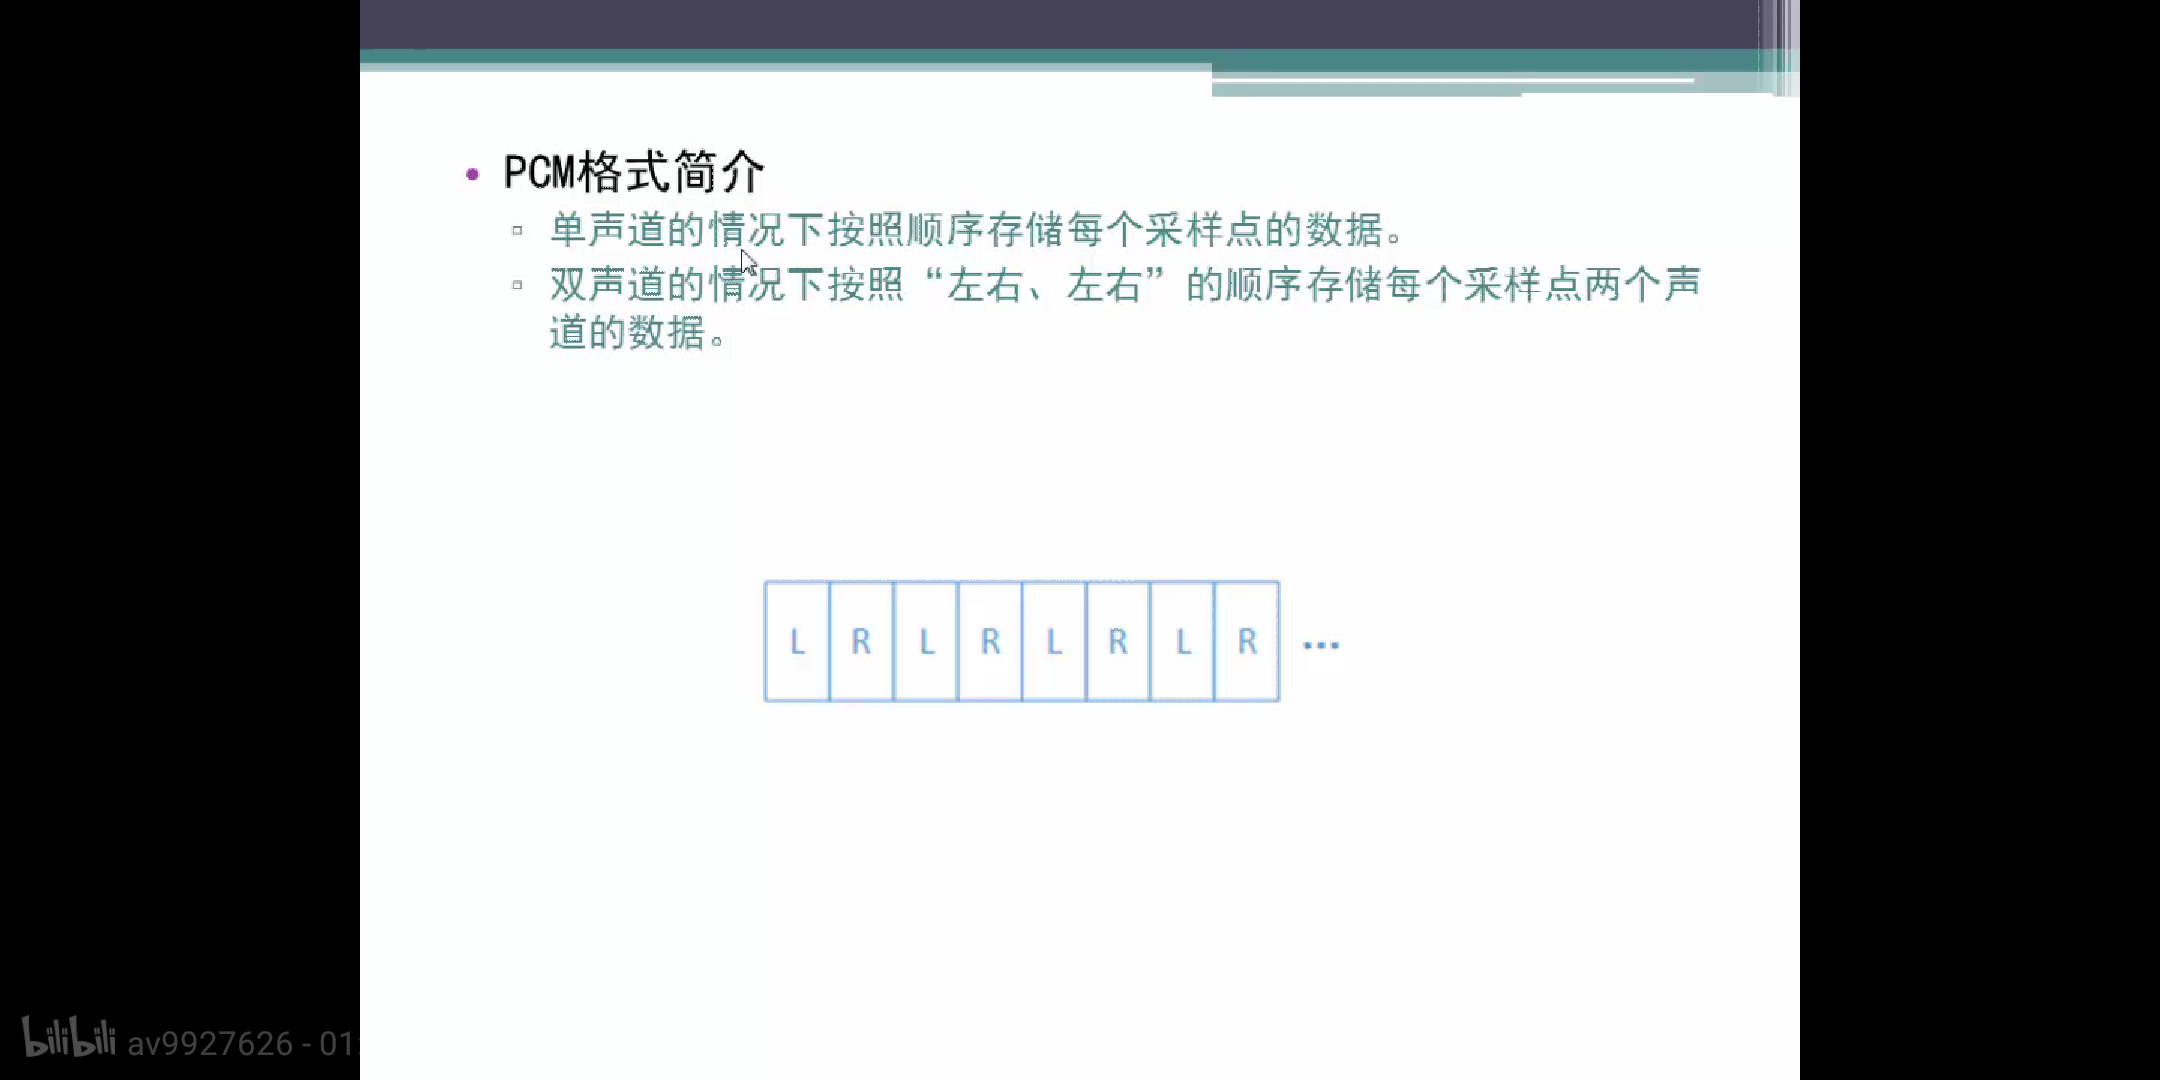 PCM格式简介
单声道的情况下按照顺序存储每个采样点的数据。
双声道的情况下按照“左右、左右”的顺序存储每个采样点两个声
道的数据。
L R L R L R L R ...
bilibili av9927626 - 01